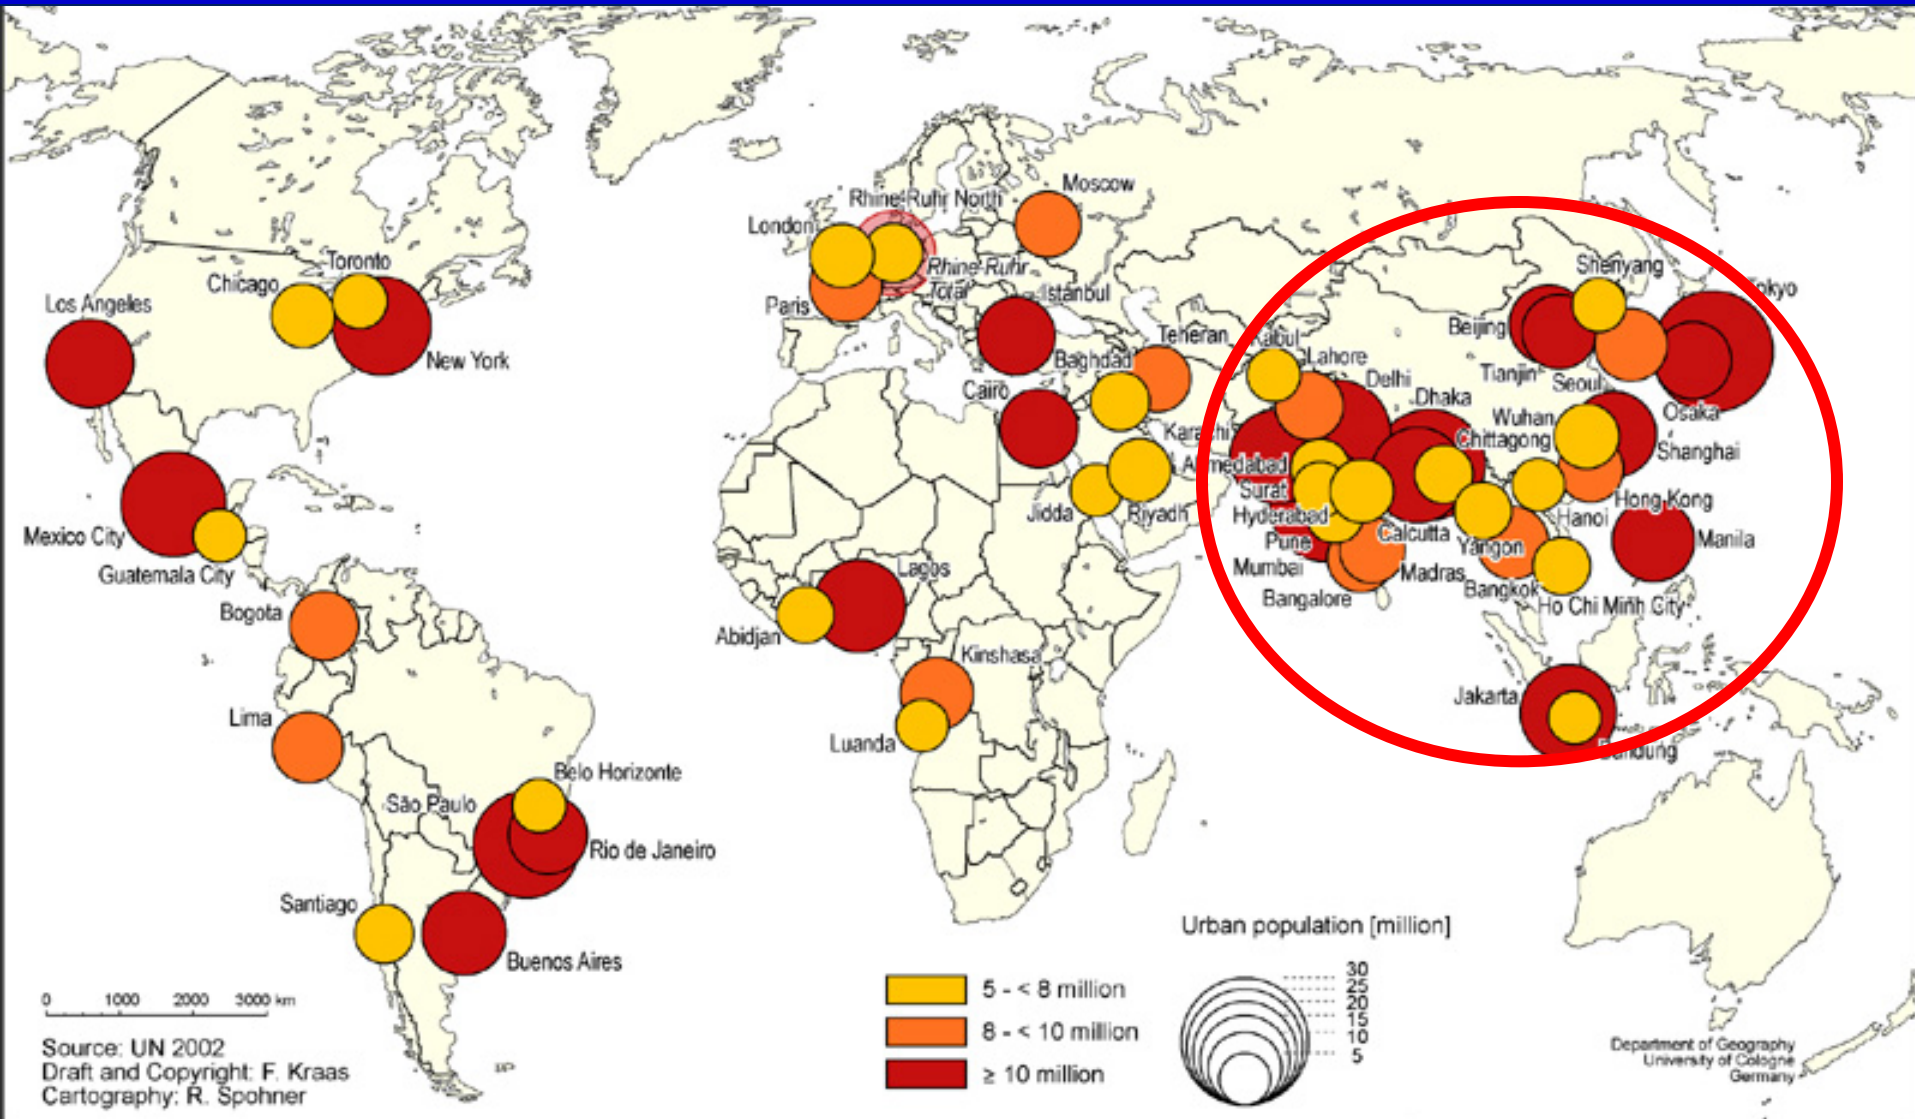 Moscow
Rhine-Ruhr North
London
Rhine-Ruhr
Total
Paris
Istanbul
Toronto
Chicago
Los Angeles
New York
Teheran
Baghdad
Cairo
Kabul
Lahore
Delhi
Dhaka
Shenyang
Tokyo
Beijing
Tianjin
Seoul
Osaka
Wuhan
Chittagong
Shanghai
Karachi
Ahmedabad
Surat
Hyderabad
Pune
Mumbai
Bangalore
Calcutta
Madras
Yangon
Bangkok
Hanoi
Hong Kong
Manila
Ho Chi Minh City
Jidda
Riyadh
Mexico City
Guatemala City
Bogota
Lagos
Abidjan
Kinshasa
Luanda
Jakarta
Bandung
Lima
Belo Horizonte
São Paulo
Rio de Janeiro
Santiago
Buenos Aires
Urban population [million]
5 - < 8 million
8 - < 10 million
≥ 10 million
30
25
20
15
10
5
0 1000 2000 3000 km
Source: UN 2002
Draft and Copyright: F. Kraas
Cartography: R. Spohner
Department of Geography
University of Cologne
Germany